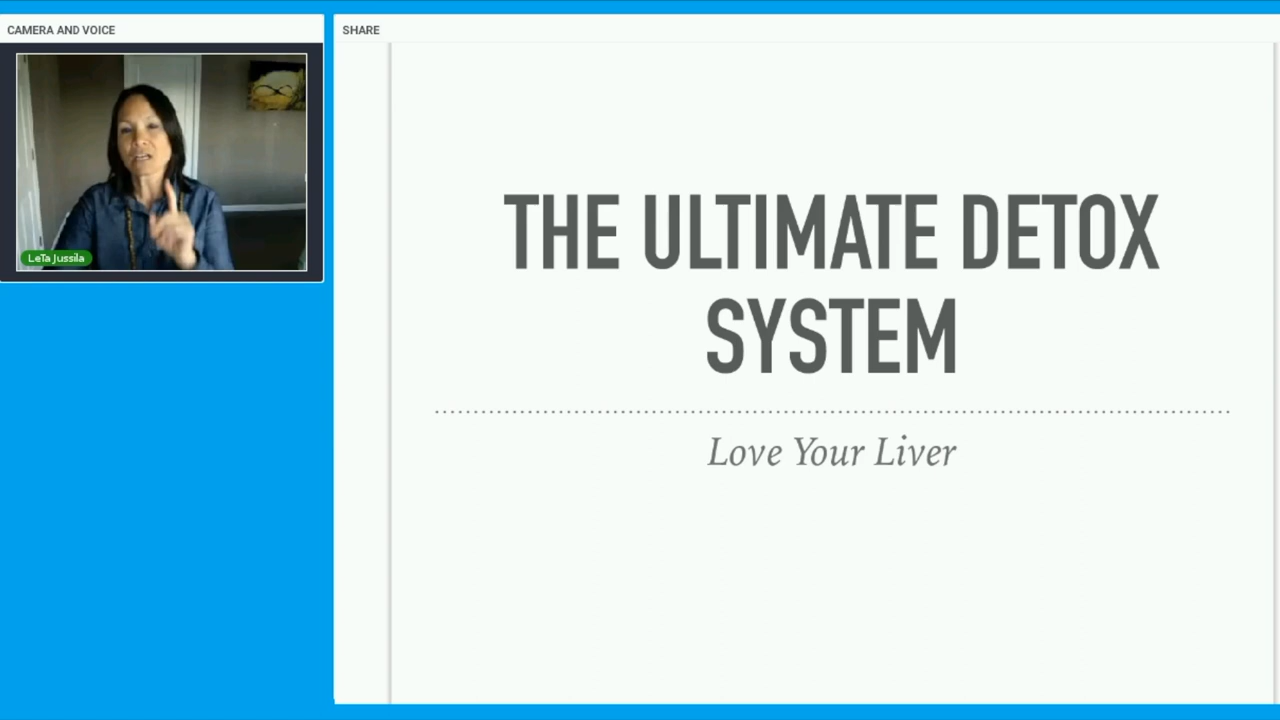 CAMERA AND VOICE
LeTa Jussila
SHARE
THE ULTIMATE DETOX
SYSTEM
Love Your Liver